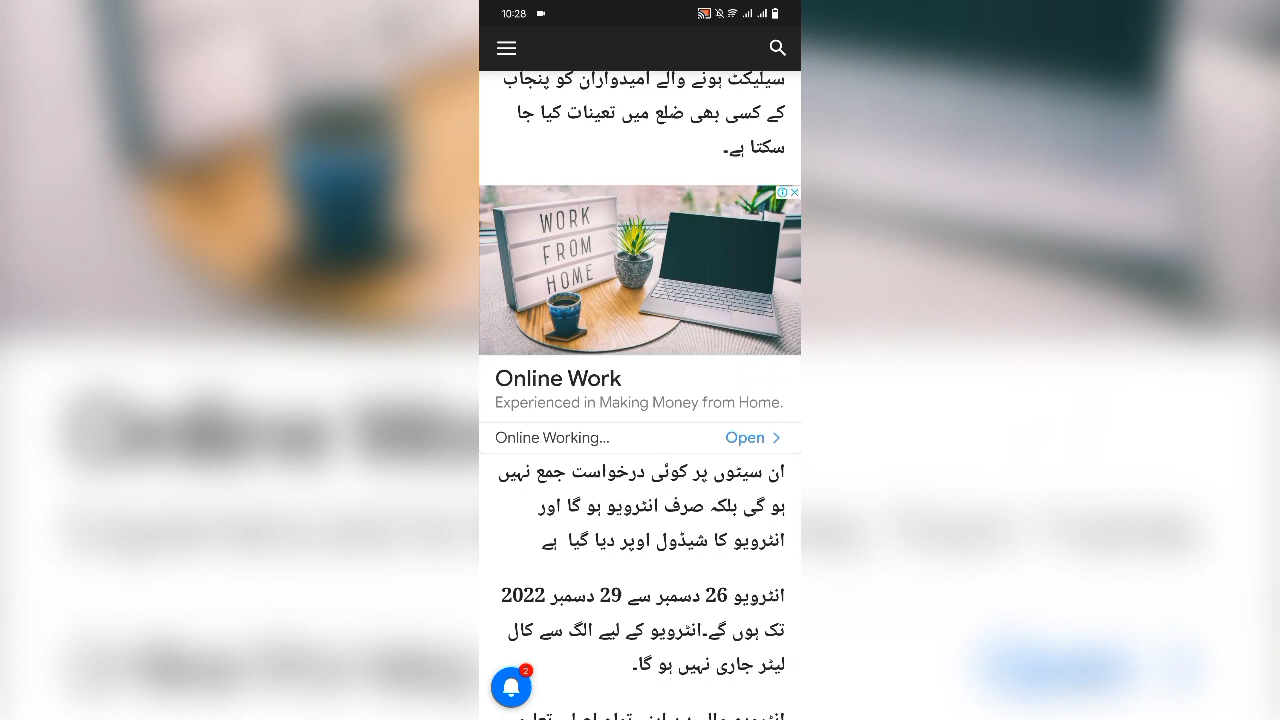 10:28
سیلیکٹ ہونے والے امیدواران کو پنجاب
کے کسی بھی ضلع میں تعینات کیا جا
سکتا ہے۔
WORK
FROM
HOME
Online Work
Experienced in Making Money from Home.
Online Working...
Open
ان سیٹوں پر کوئی درخواست جمع نہیں
ہو گی بلکہ صرف انٹرویو ہو گا اور
انٹرویو کا شیڈول اوپر دیا گیا ہے
انٹرویو 26 دسمبر سے 29 دسمبر 2022
تک ہوں گے۔انٹرویو کے لیے الگ سے کال
لیٹر جاری نہیں ہو گا۔
2